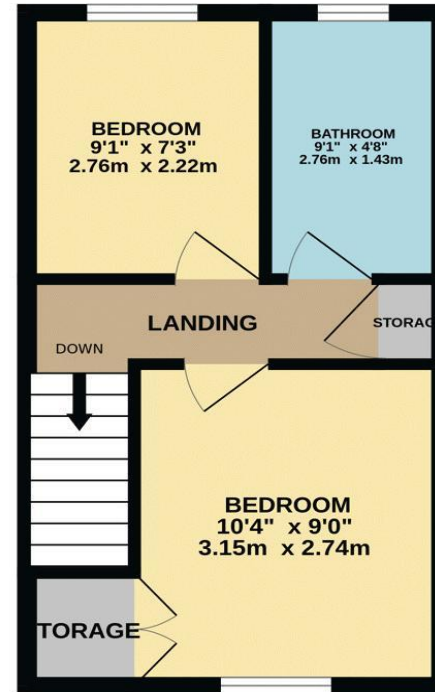 BEDROOM
9'1" x 7'3"
2.76m x 2.22m
BATHROOM
9'1" x 4'8"
2.76m x 1.43m
LANDING
STORAG
DOWN
BEDROOM
10'4" x 9'0"
3.15m x 2.74m
TORAGE